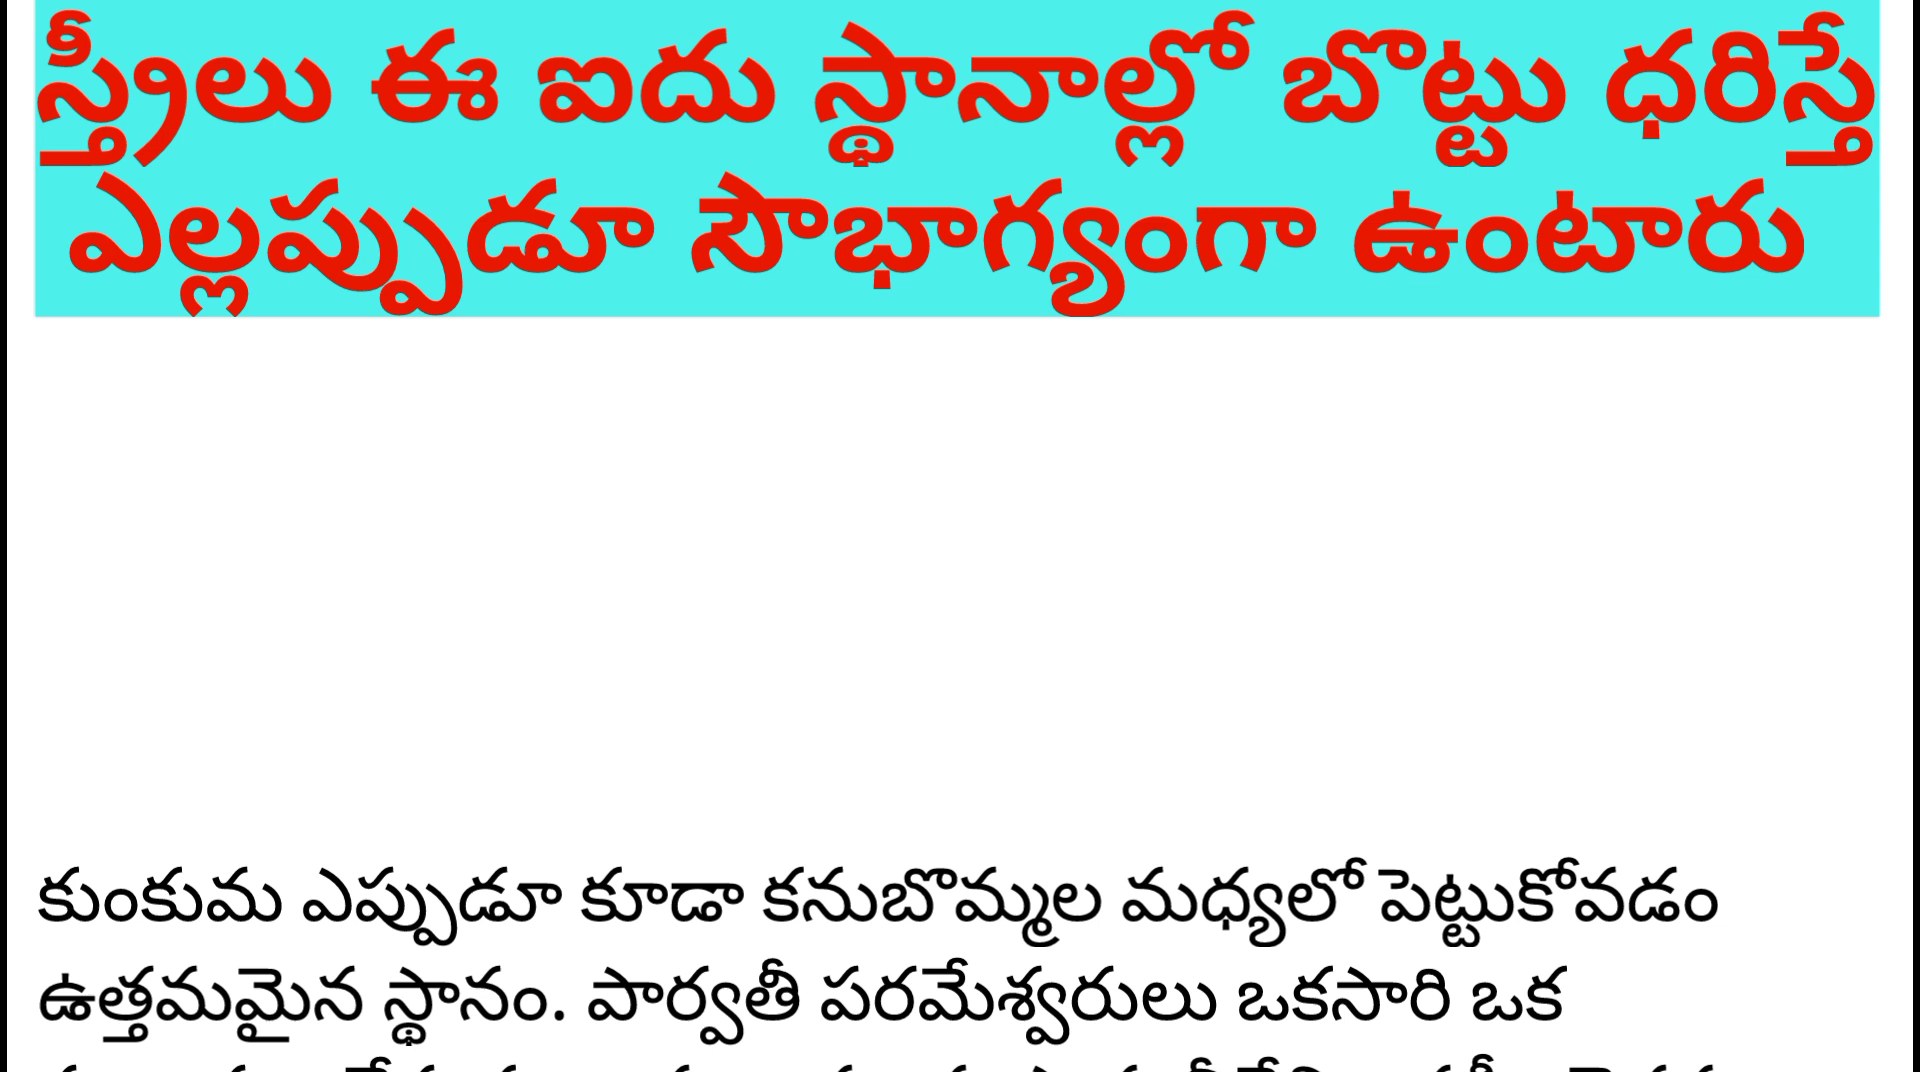 స్త్రీలు ఈ ఐదు స్థానాల్లో బొట్టు ధరిస్తే
ఎల్లప్పుడూ సౌభాగ్యంగా ఉంటారు
కుంకుమ ఎప్పుడూ కూడా కనుబొమ్మల మధ్యలో పెట్టుకోవడం
ఉత్తమమైన స్థానం. పార్వతీ పరమేశ్వరులు ఒకసారి ఒక